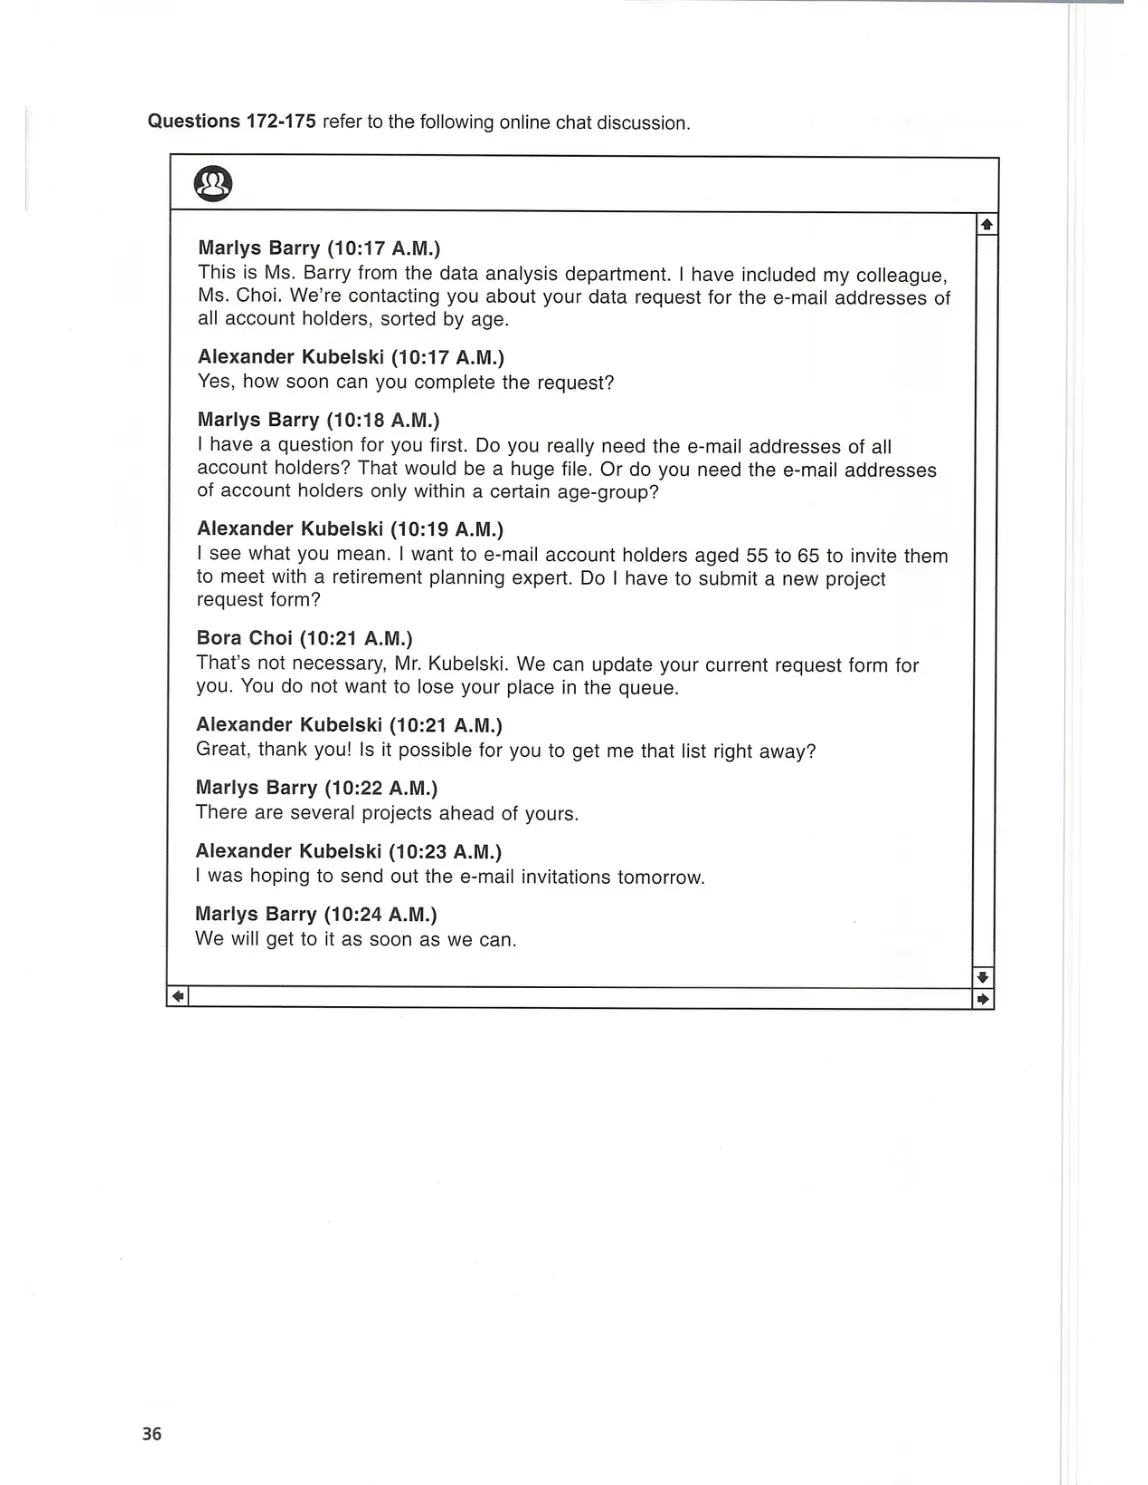 Questions 172-175 refer to the following online chat discussion.
Marlys Barry (10:17 A.M.)
This is Ms. Barry from the data analysis department. I have included my colleague,
Ms. Choi. We're contacting you about your data request for the e-mail addresses of
all account holders, sorted by age.
Alexander Kubelski (10:17 A.M.)
Yes, how soon can you complete the request?
Marlys Barry (10:18 A.M.)
I have a question for you first. Do you really need the e-mail addresses of all
account holders? That would be a huge file. Or do you need the e-mail addresses
of account holders only within a certain age-group?
Alexander Kubelski (10:19 A.M.)
I see what you mean. I want to e-mail account holders aged 55 to 65 to invite them
to meet with a retirement planning expert. Do I have to submit a new project
request form?
Bora Choi (10:21 A.M.)
That's not necessary, Mr. Kubelski. We can update your current request form for
you. You do not want to lose your place in the queue.
Alexander Kubelski (10:21 A.M.)
Great, thank you! Is it possible for you to get me that list right away?
Marlys Barry (10:22 A.M.)
There are several projects ahead of yours.
Alexander Kubelski (10:23 A.M.)
I was hoping to send out the e-mail invitations tomorrow.
Marlys Barry (10:24 A.M.)
We will get to it as soon as we can.
36